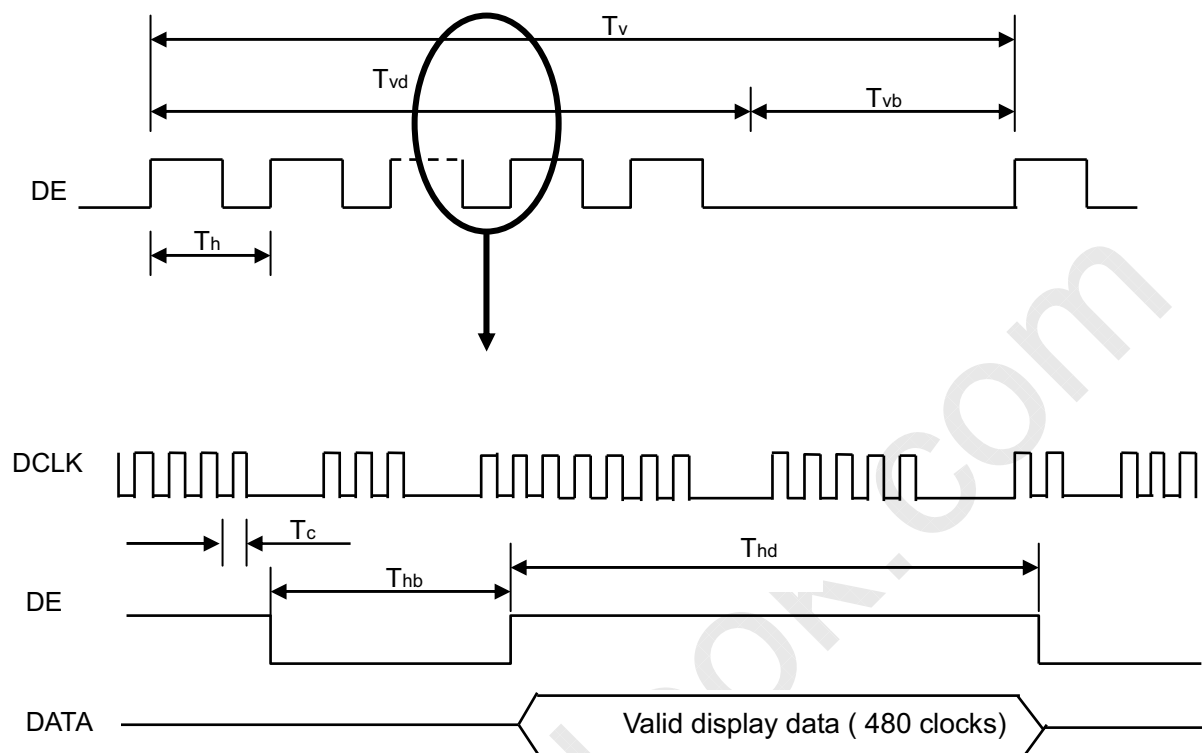 Tv
Tvd
Tvb
DE
Th
DCLK
Tc
Thd
Thb
DE
DATA
Valid display data ( 480 clocks)